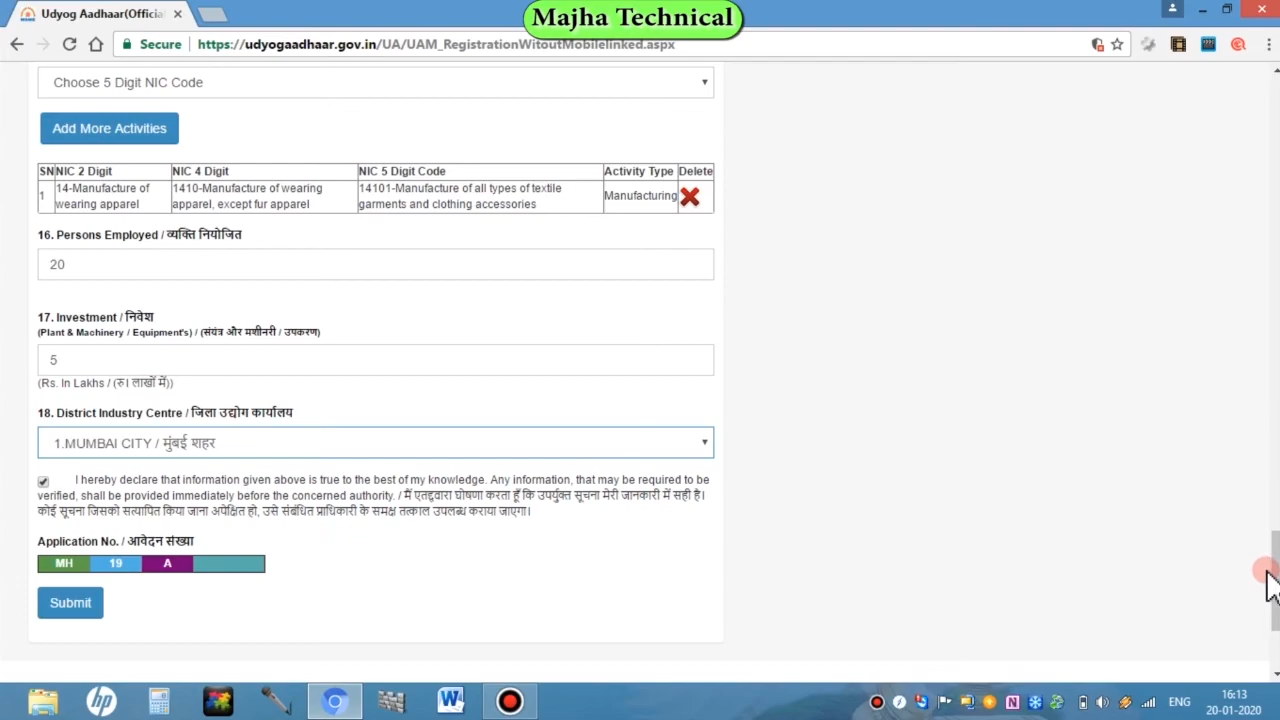 Udyog Aadhaar(Officia
Majha Technical
Secure
https://udyogaadhaar.gov.in/UA/UAM_RegistrationWitoutMobilelinked.aspx
Choose 5 Digit NIC Code
Add More Activities
SN NIC 2 Digit NIC 4 Digit NIC 5 Digit Code Activity Type Delete
1 14-Manufacture of wearing apparel 1410-Manufacture of wearing apparel, except fur apparel 14101-Manufacture of all types of textile garments and clothing accessories Manufacturing
16. Persons Employed / व्यक्ति नियोजित
20
17. Investment / निवेश
(Plant & Machinery / Equipment's) / (संयंत्र और मशीनरी / उपकरण)
5
(Rs. In Lakhs / (रु। लाखों में))
18. District Industry Centre / जिला उद्योग कार्यालय
1.MUMBAI CITY / मुंबई शहर
I hereby declare that information given above is true to the best of my knowledge. Any information, that may be required to be
verified, shall be provided immediately before the concerned authority. / मैं एतद्द्वारा घोषणा करता हूँ कि उपर्युक्त सूचना मेरी जानकारी में सही है।
कोई सूचना जिसको सत्यापित किया जाना अपेक्षित हो, उसे संबंधित प्राधिकारी के समक्ष तत्काल उपलब्ध कराया जाएगा।
Application No. / आवेदन संख्या
MH 19 A
Submit
ENG
16:13
20-01-2020